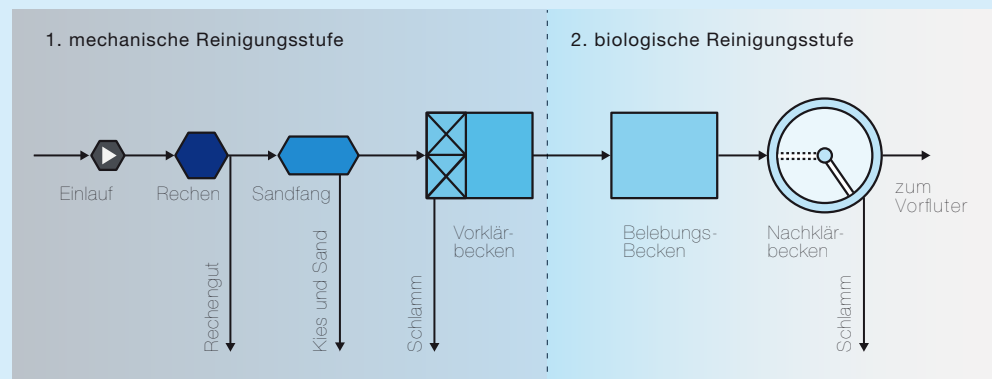 1. mechanische Reinigungsstufe
2. biologische Reinigungsstufe
Einlauf
Rechen
Sandfang
Vorklär-
becken
Belebungs-
Becken
Nachklär-
becken
zum
Vorfluter
Rechengut
Kies und Sand
Schlamm
Schlamm